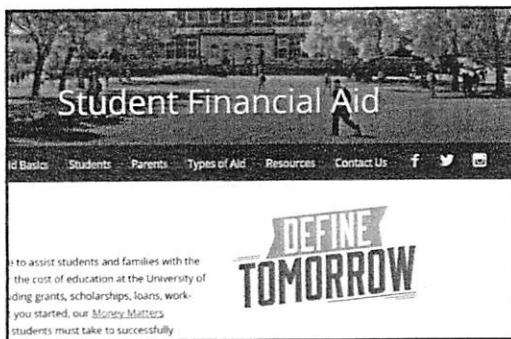 Student Financial Aid
id Basics Students Parents Types of Aid Resources Contact Us
DEFINE
TOMORROW
e to assist students and families with the
the cost of education at the University of
ding grants, scholarships, loans, work-
you started, our Money Matters
students must take to successfully